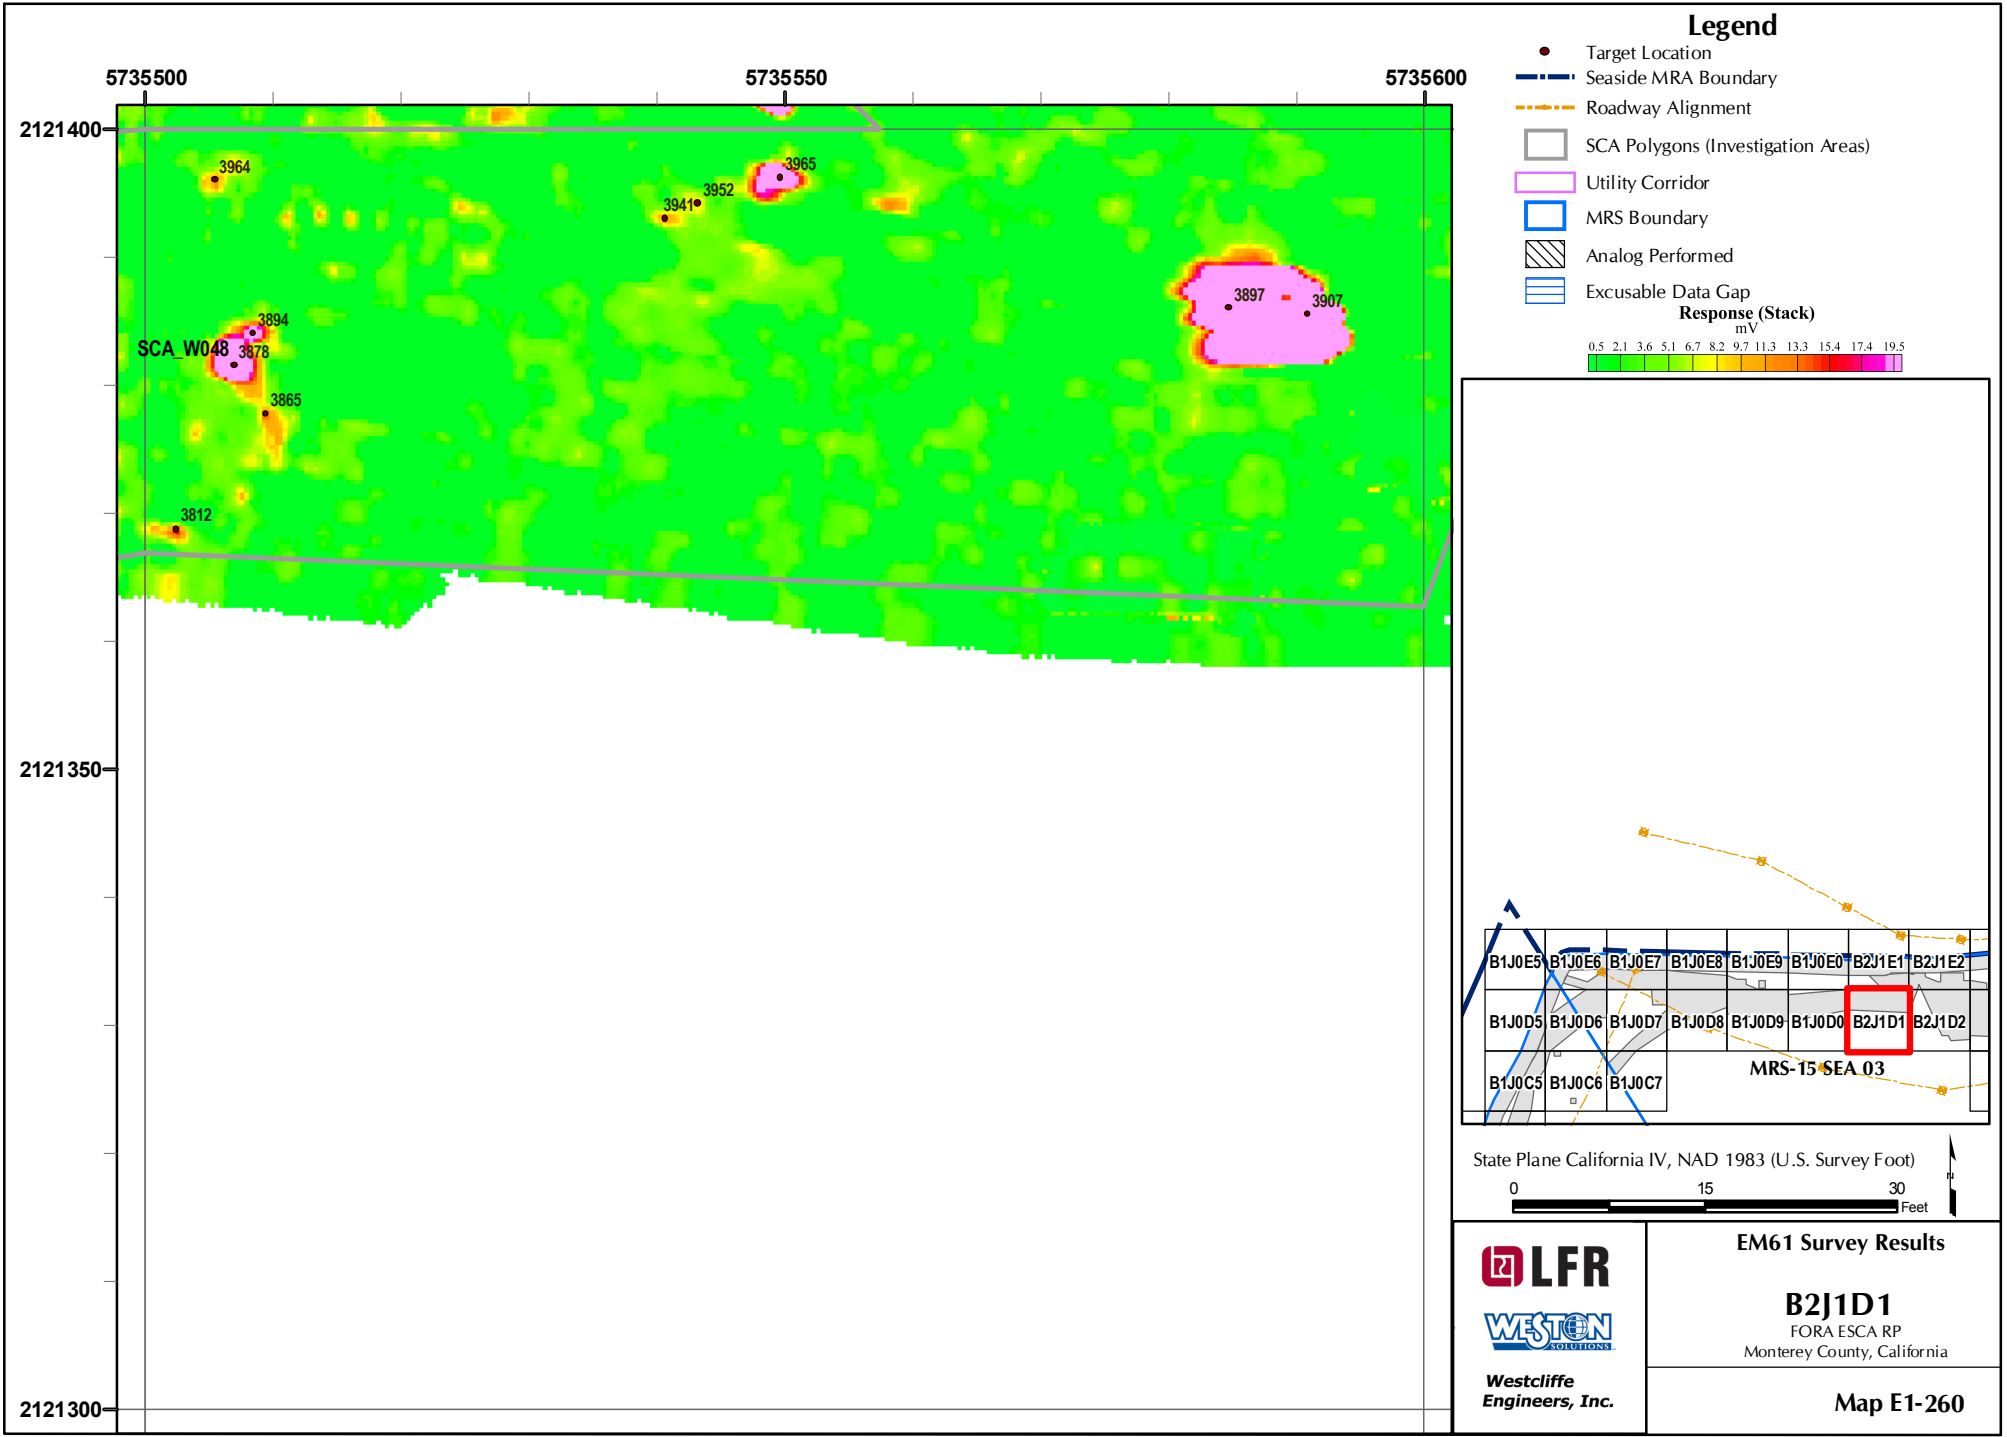 5735500
5735550
5735600
2121400
2121350
2121300
3964
3965
3952
3941
3897
3907
3894
SCA_W048
3878
3865
3812
Legend
Target Location
Seaside MRA Boundary
Roadway Alignment
SCA Polygons (Investigation Areas)
Utility Corridor
MRS Boundary
Analog Performed
Excusable Data Gap
Response (Stack)
mV
0.5 2.1 3.6 5.1 6.7 8.2 9.7 11.3 13.3 15.4 17.4 19.5
B1J0E5 B1J0E6 B1J0E7 B1J0E8 B1J0E9 B1J0E0 B2J1E1 B2J1E2
B1J0D5 B1J0D6 B1J0D7 B1J0D8 B1J0D9 B1J0D0 B2J1D1 B2J1D2
MRS-15 SEA 03
B1J0C5 B1J0C6 B1J0C7
State Plane California IV, NAD 1983 (U.S. Survey Foot)
N
0 15 30
Feet
LFR
WESTON
SOLUTIONS
Westcliffe
Engineers, Inc.
EM61 Survey Results
B2J1D1
FORA ESCA RP
Monterey County, California
Map E1-260